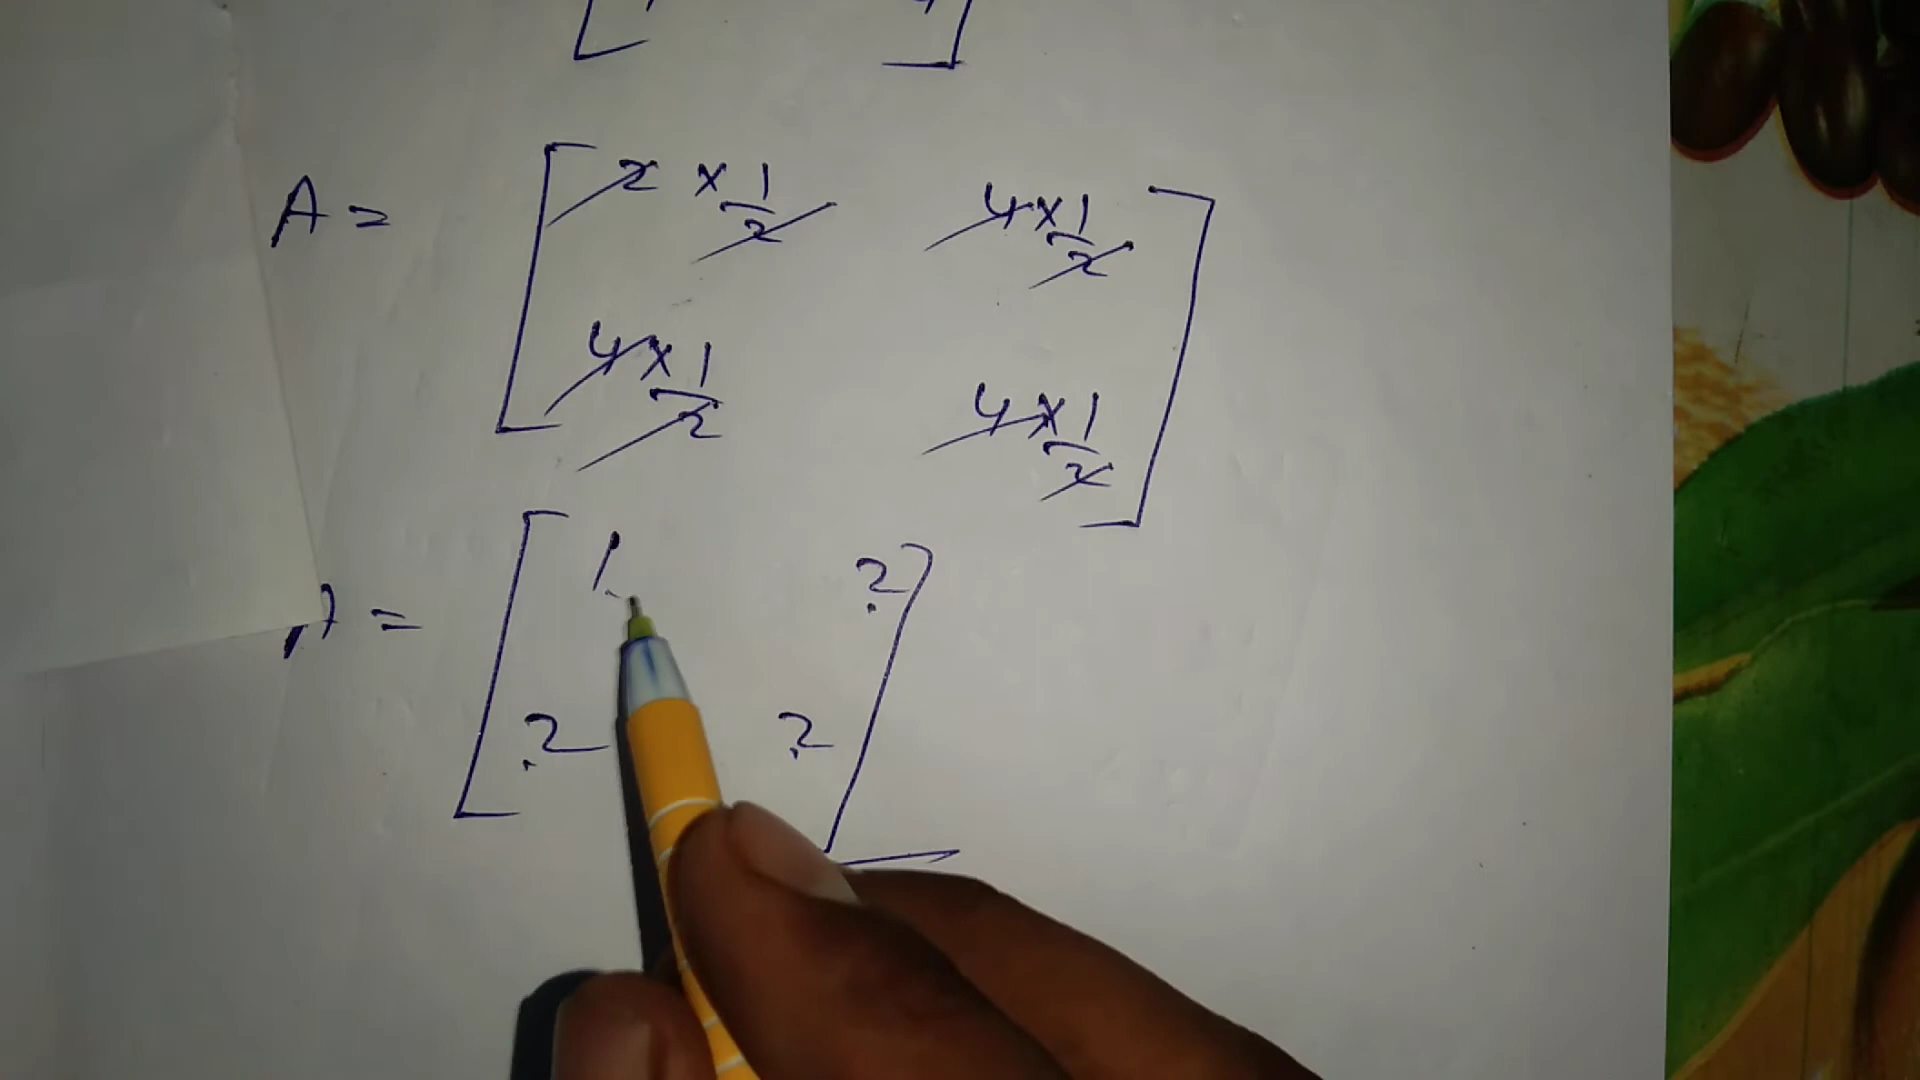 A = [ 2 × 1/2 4 × 1/2
4 × 1/2 4 × 1/2 ]
A = [ 1 2
2 2 ]